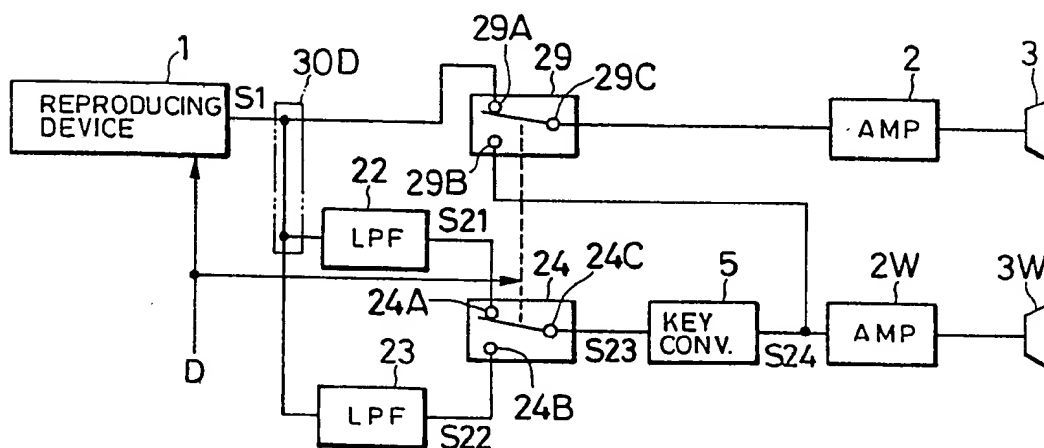 1
30D
29A
29
29C
2
3
REPRODUCING
DEVICE
S1
AMP
29B
22
S21
LPF
24
24C
5
2W
3W
24A
KEY
CONV.
AMP
S23
S24
D
23
24B
LPF
S22